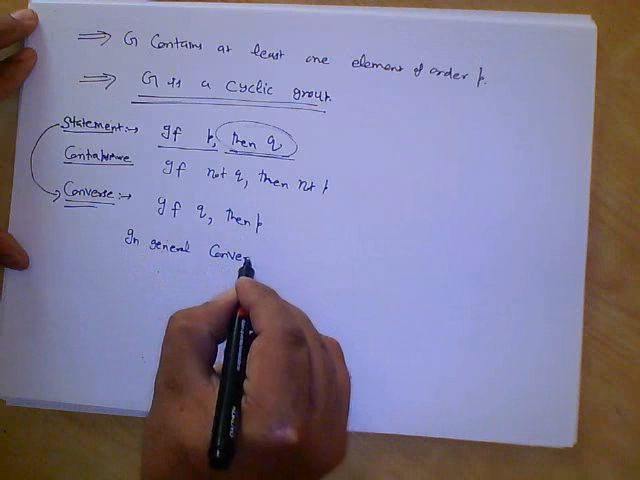 ⇒ G Contains at least one element of order p.
⇒ G is a cyclic group.
Statement:→ If p, then q
Contrapositive If not q, then not p
Converse:→ If q, then p
In general Conver